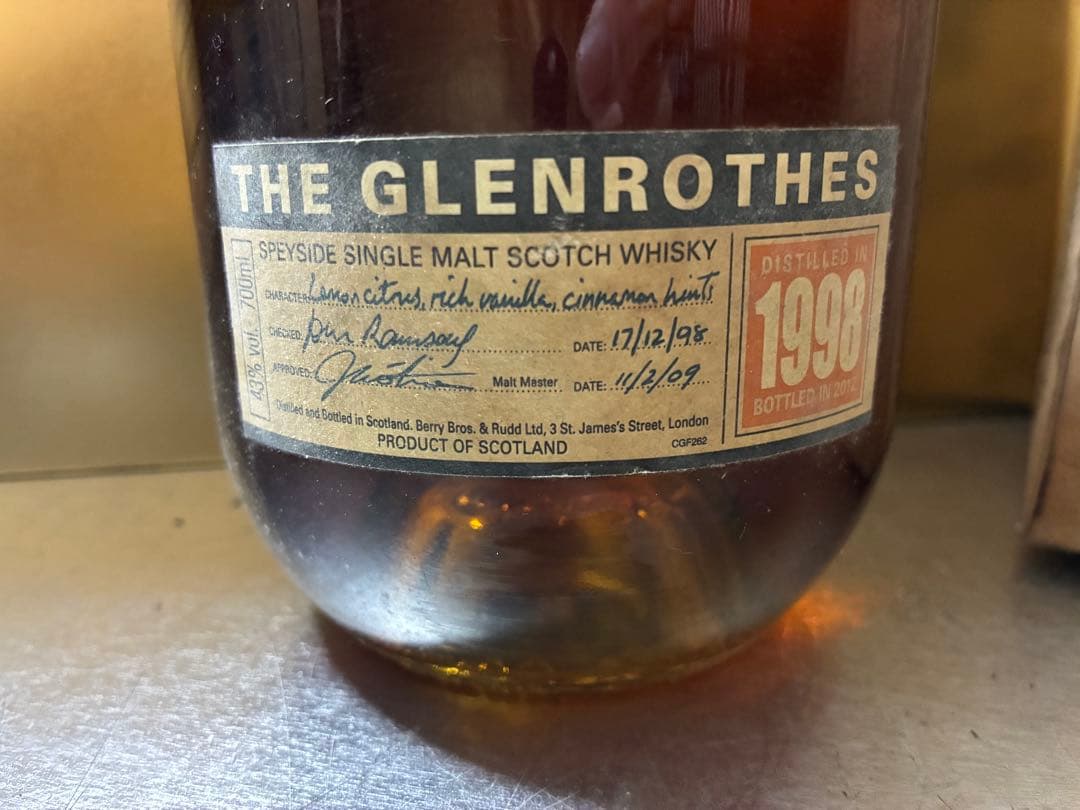 THE GLENROTHES
SPEYSIDE SINGLE MALT SCOTCH WHISKY
CHARACTER: Lemon citrus, rich vanilla, cinnamon hints
CHECKED: Ramsay DATE: 17/12/98
APPROVED: Malt Master DATE: 11/2/09
Distilled and Bottled in Scotland. Berry Bros. & Rudd Ltd, 3 St. James's Street, London
PRODUCT OF SCOTLAND CGF262
43% vol. 700ml
DISTILLED IN
1998
BOTTLED IN